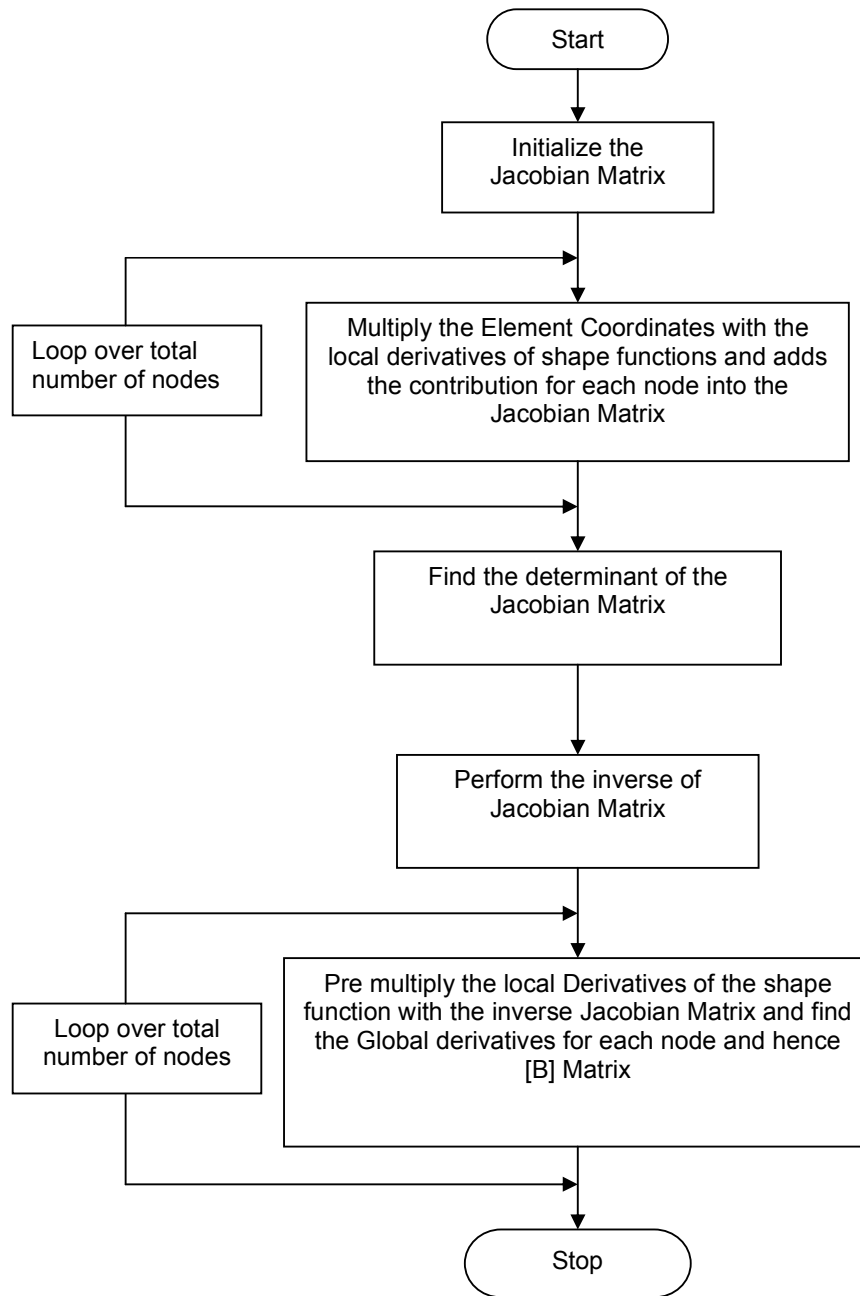 Start
Initialize the
Jacobian Matrix
Loop over total
number of nodes
Multiply the Element Coordinates with the
local derivatives of shape functions and adds
the contribution for each node into the
Jacobian Matrix
Find the determinant of the
Jacobian Matrix
Perform the inverse of
Jacobian Matrix
Loop over total
number of nodes
Pre multiply the local Derivatives of the shape
function with the inverse Jacobian Matrix and find
the Global derivatives for each node and hence
[B] Matrix
Stop